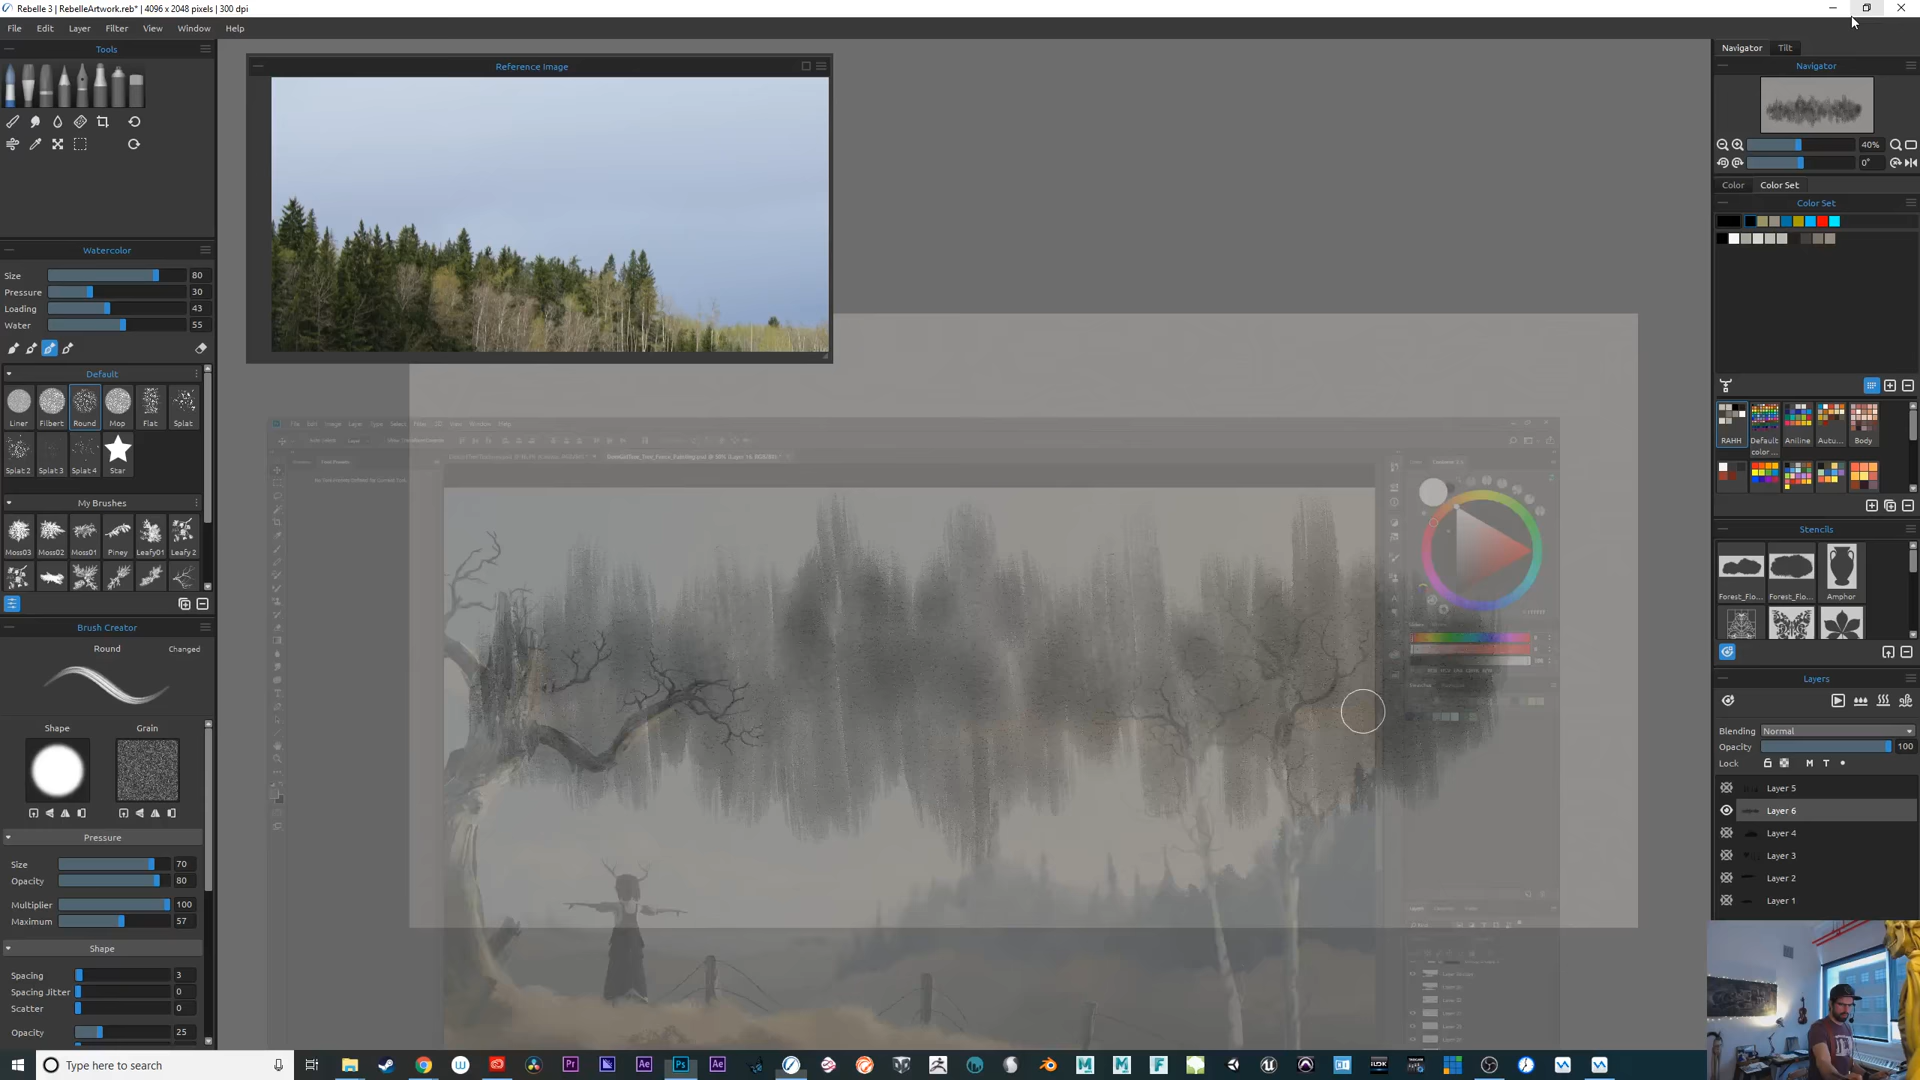 Rebelle 3 | RebelleArtwork.reb* | 4096 x 2048 pixels | 300 dpi
File Edit Layer Filter View Window Help
Tools
Reference Image
Navigator Tilt
Navigator
40%
0°
Color Color Set
Color Set
Watercolor
Size 80
Pressure 30
Loading 43
Water 55
Default
Liner Filbert Round Mop Flat Splat
Splat 2 Splat 3 Splat 4 Star
My Brushes
Moss03 Moss02 Moss01 Piney Leafy01 Leafy 2
RAHH Default color ... Aniline Autu... Body
Stencils
Forest_Flo... Forest_Flo... Amphor
Brush Creator
Round Changed
Shape Grain
Pressure
Size 70
Opacity 80
Multiplier 100
Maximum 57
Shape
Spacing 3
Spacing Jitter 0
Scatter 0
Opacity 25
Layers
Blending Normal
Opacity 100
Lock M T
Layer 5
Layer 6
Layer 4
Layer 3
Layer 2
Layer 1
Type here to search